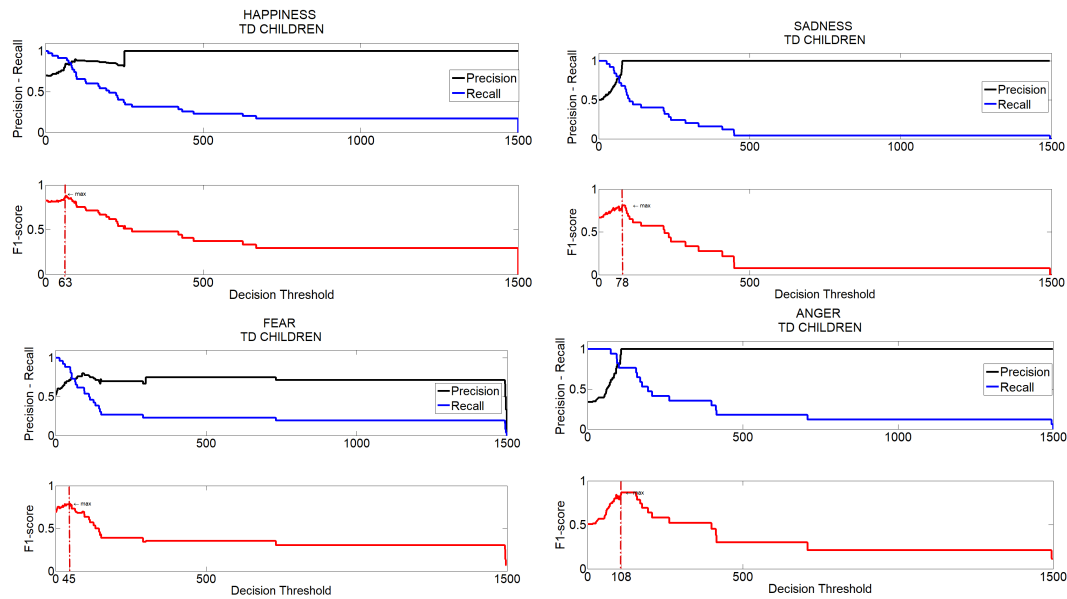 HAPPINESS
TD CHILDREN
Precision - Recall
1
0.5
0
Precision
Recall
0 500 1000 1500
F1-score
1
0.5
0
← max
0 63 500 1000 1500
Decision Threshold
SADNESS
TD CHILDREN
Precision - Recall
1
0.5
0
Precision
Recall
0 500 1000 1500
F1-score
1
0.5
0
← max
0 78 500 1000 1500
Decision Threshold
FEAR
TD CHILDREN
Precision - Recall
1
0.5
0
Precision
Recall
0 500 1000 1500
F1-score
1
0.5
0
← max
0 45 500 1000 1500
Decision Threshold
ANGER
TD CHILDREN
Precision - Recall
1
0.5
0
Precision
Recall
0 500 1000 1500
F1-score
1
0.5
0
max
0 108 500 1000 1500
Decision Threshold